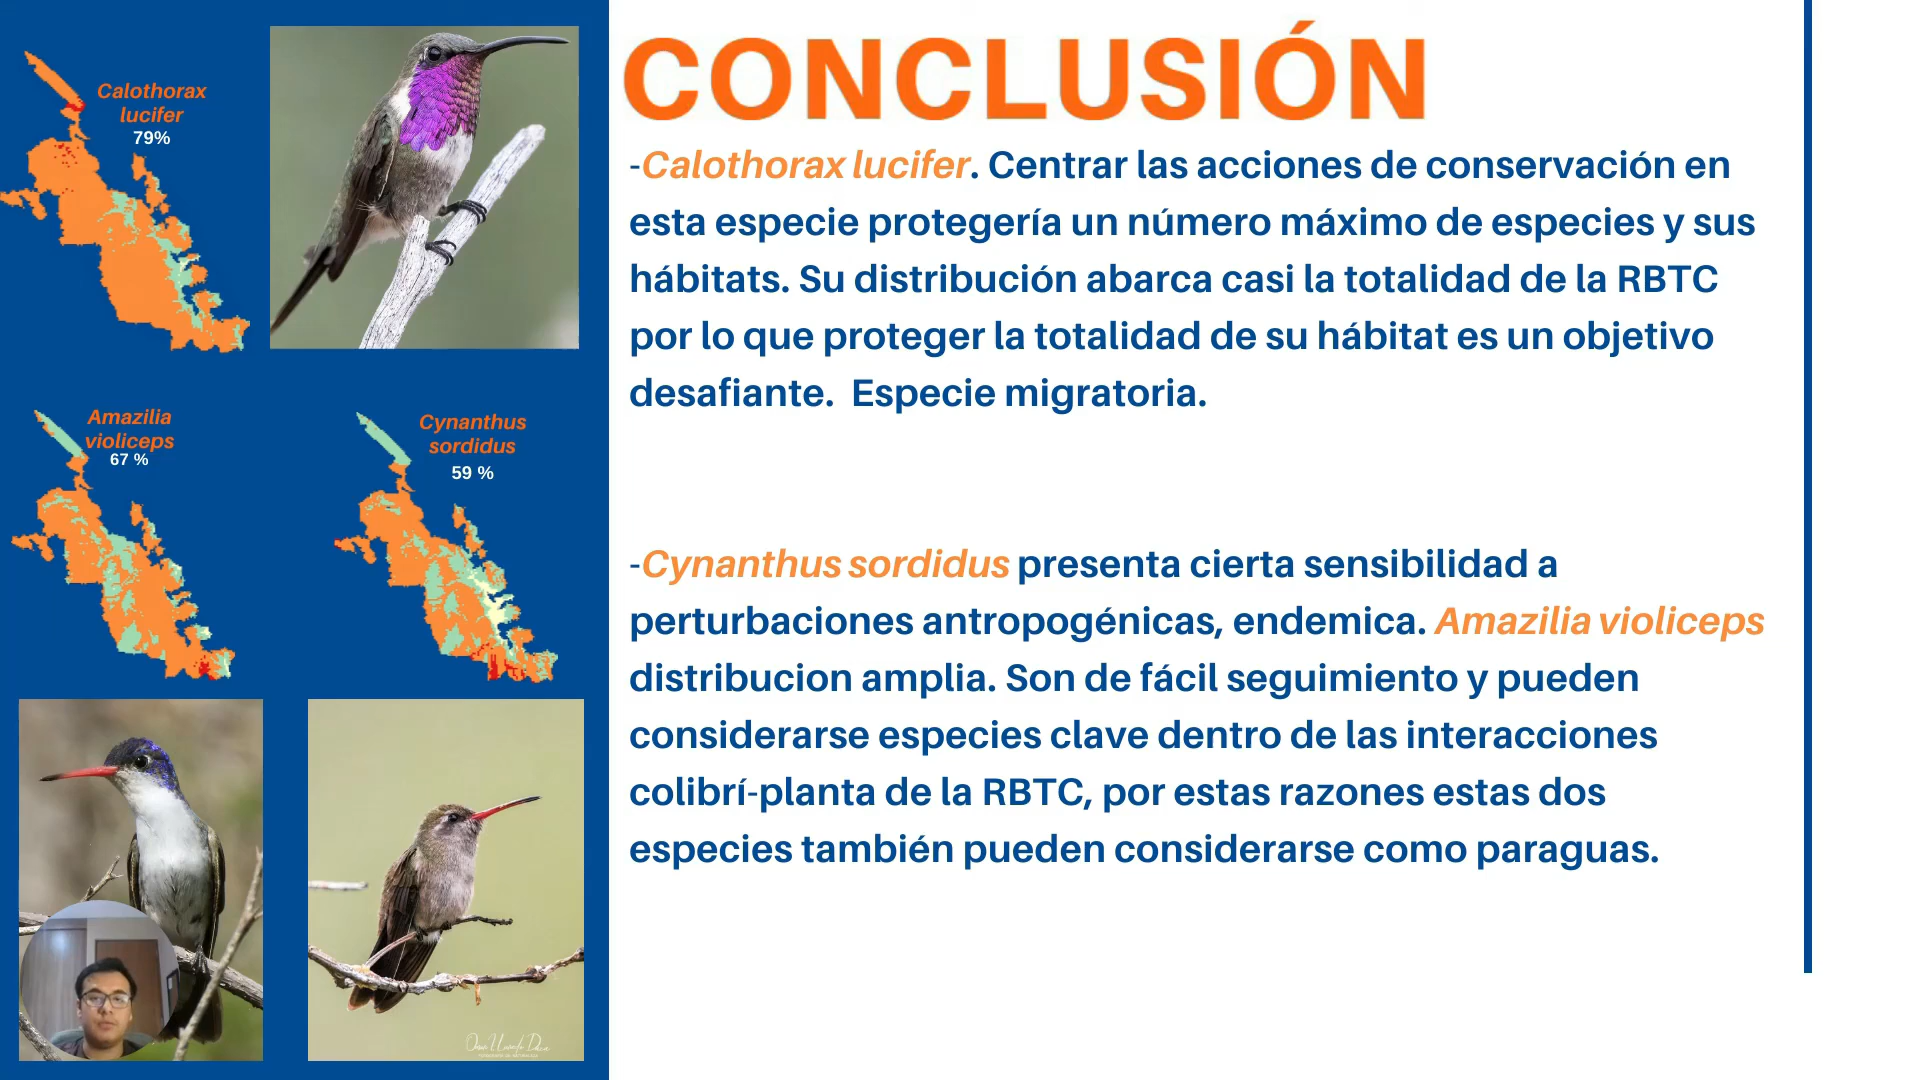 Calothorax
lucifer
79%
Amazilia
violiceps
67 %
Cynanthus
sordidus
59 %
CONCLUSIÓN
-Calothorax lucifer. Centrar las acciones de conservación en
esta especie protegería un número máximo de especies y sus
hábitats. Su distribución abarca casi la totalidad de la RBTC
por lo que proteger la totalidad de su hábitat es un objetivo
desafiante.  Especie migratoria.
-Cynanthus sordidus presenta cierta sensibilidad a
perturbaciones antropogénicas, endemica. Amazilia violiceps
distribucion amplia. Son de fácil seguimiento y pueden
considerarse especies clave dentro de las interacciones
colibrí-planta de la RBTC, por estas razones estas dos
especies también pueden considerarse como paraguas.